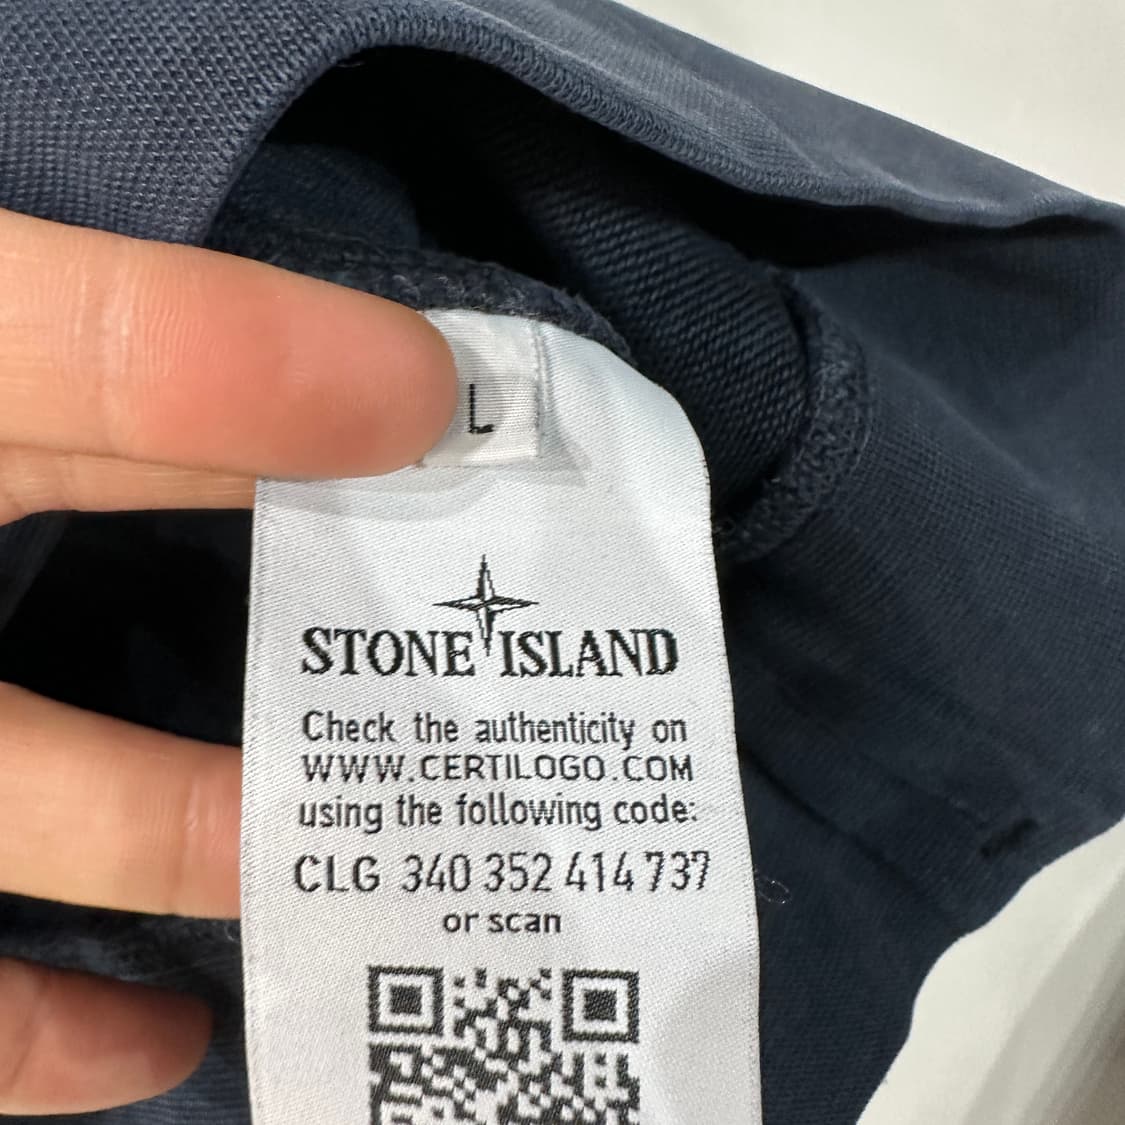 L
STONE ISLAND
Check the authenticity on
WWW.CERTILOGO.COM
using the following code:
CLG 340 352 414 737
or scan